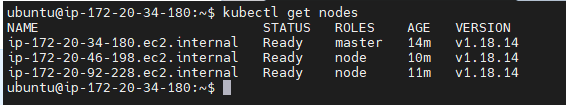 ubuntu@ip-172-20-34-180:~$ kubectl get nodes
NAME STATUS ROLES AGE VERSION
ip-172-20-34-180.ec2.internal Ready master 14m v1.18.14
ip-172-20-46-198.ec2.internal Ready node 10m v1.18.14
ip-172-20-92-228.ec2.internal Ready node 11m v1.18.14
ubuntu@ip-172-20-34-180:~$